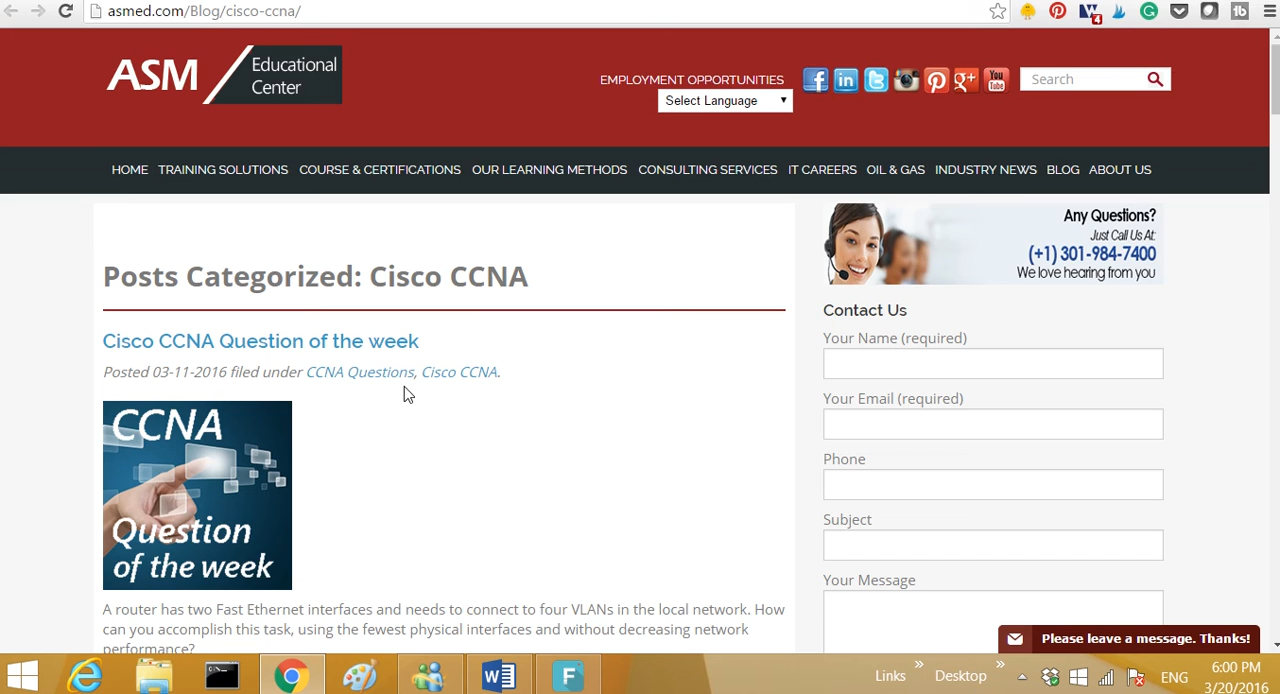 asmed.com/Blog/cisco-ccna/
4
ASM Educational Center
EMPLOYMENT OPPORTUNITIES
Select Language
You Tube
Search
HOME TRAINING SOLUTIONS COURSE & CERTIFICATIONS OUR LEARNING METHODS CONSULTING SERVICES IT CAREERS OIL & GAS INDUSTRY NEWS BLOG ABOUT US
Posts Categorized: Cisco CCNA
Cisco CCNA Question of the week
Posted 03-11-2016 filed under CCNA Questions, Cisco CCNA.
CCNA
Question
of the week
A router has two Fast Ethernet interfaces and needs to connect to four VLANs in the local network. How
can you accomplish this task, using the fewest physical interfaces and without decreasing network
performance?
Any Questions?
Just Call Us At:
(+1) 301-984-7400
We love hearing from you
Contact Us
Your Name (required)
Your Email (required)
Phone
Subject
Your Message
Please leave a message. Thanks!
Links » Desktop » ENG
6:00 PM
3/20/2016